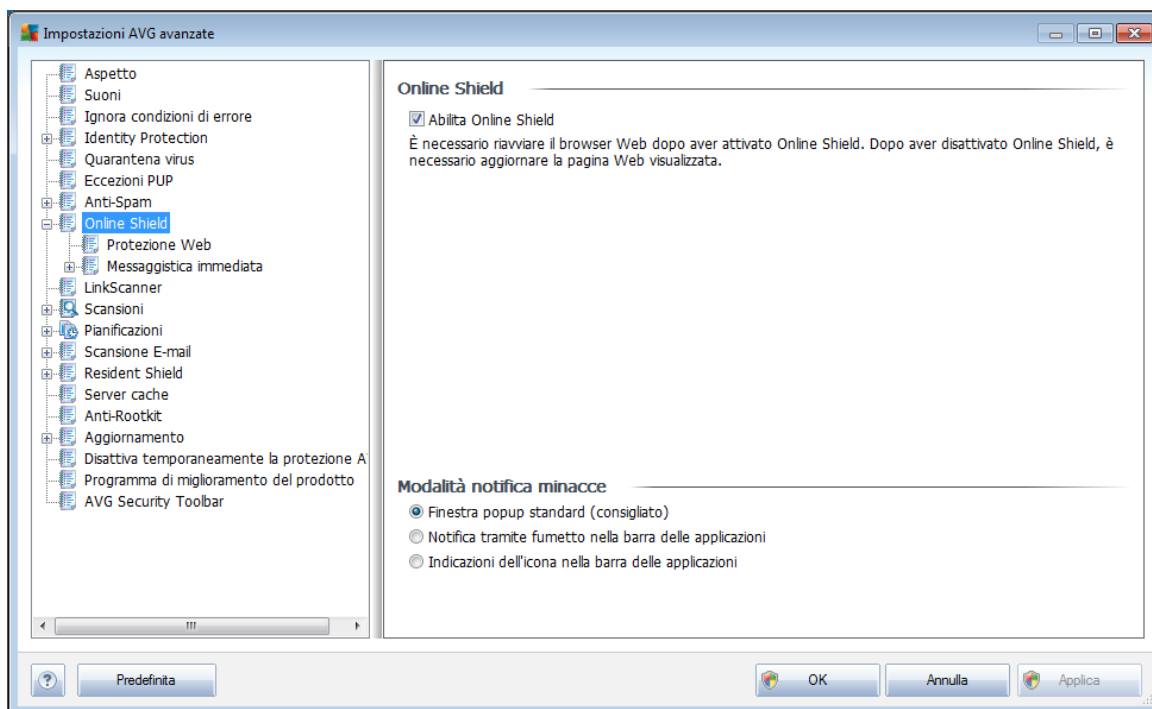 Impostazioni AVG avanzate
Aspetto
Suoni
Ignora condizioni di errore
Identity Protection
Quarantena virus
Eccezioni PUP
Anti-Spam
Online Shield
Protezione Web
Messaggistica immediata
LinkScanner
Scansioni
Pianificazioni
Scansione E-mail
Resident Shield
Server cache
Anti-Rootkit
Aggiornamento
Disattiva temporaneamente la protezione A
Programma di miglioramento del prodotto
AVG Security Toolbar
Online Shield
Abilita Online Shield
È necessario riavviare il browser Web dopo aver attivato Online Shield. Dopo aver disattivato Online Shield, è
necessario aggiornare la pagina Web visualizzata.
Modalità notifica minacce
Finestra popup standard (consigliato)
Notifica tramite fumetto nella barra delle applicazioni
Indicazioni dell'icona nella barra delle applicazioni
?
Predefinita
OK
Annulla
Applica